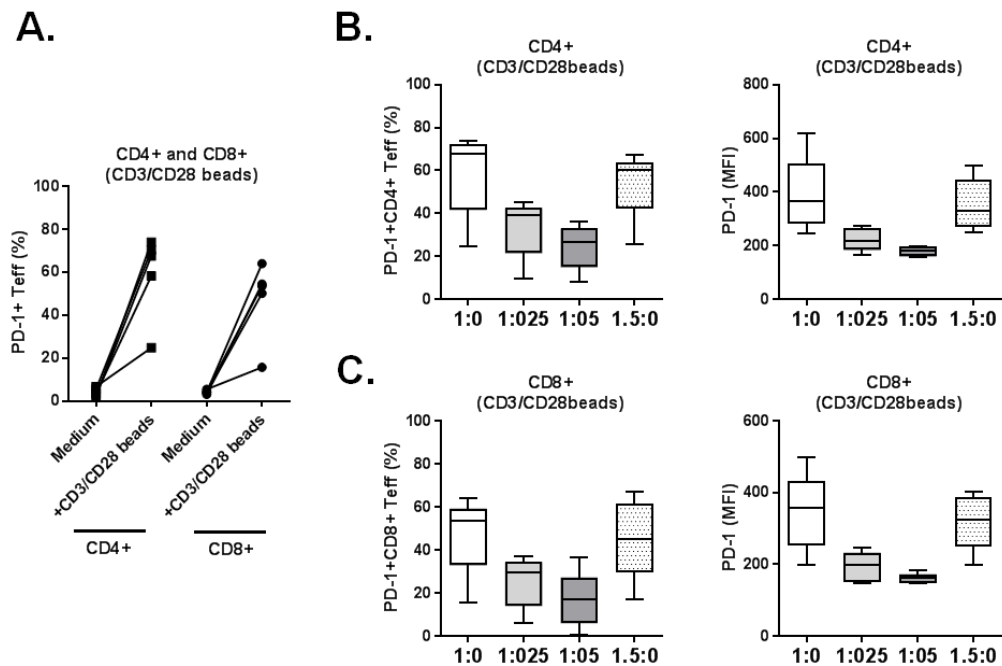 A.
CD4+ and CD8+
(CD3/CD28 beads)
PD-1+ Teff (%)
100
80
60
40
20
0
Medium
+CD3/CD28 beads
Medium
+CD3/CD28 beads
CD4+
CD8+
B.
CD4+
(CD3/CD28beads)
PD-1+CD4+ Teff (%)
100
80
60
40
20
0
1:0 1:025 1:05 1.5:0
CD4+
(CD3/CD28beads)
PD-1 (MFI)
800
600
400
200
0
1:0 1:025 1:05 1.5:0
C.
CD8+
(CD3/CD28beads)
PD-1+CD8+ Teff (%)
100
80
60
40
20
0
1:0 1:025 1:05 1.5:0
CD8+
(CD3/CD28beads)
PD-1 (MFI)
600
400
200
0
1:0 1:025 1:05 1.5:0